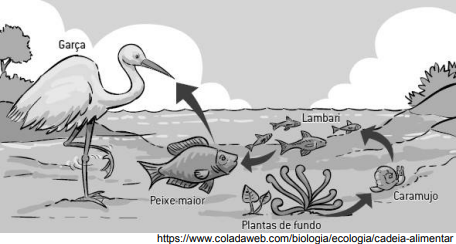 Garça
Lambari
Peixe maior
Caramujo
Plantas de fundo
https://www.coladaweb.com/biologia/ecologia/cadeia-alimentar